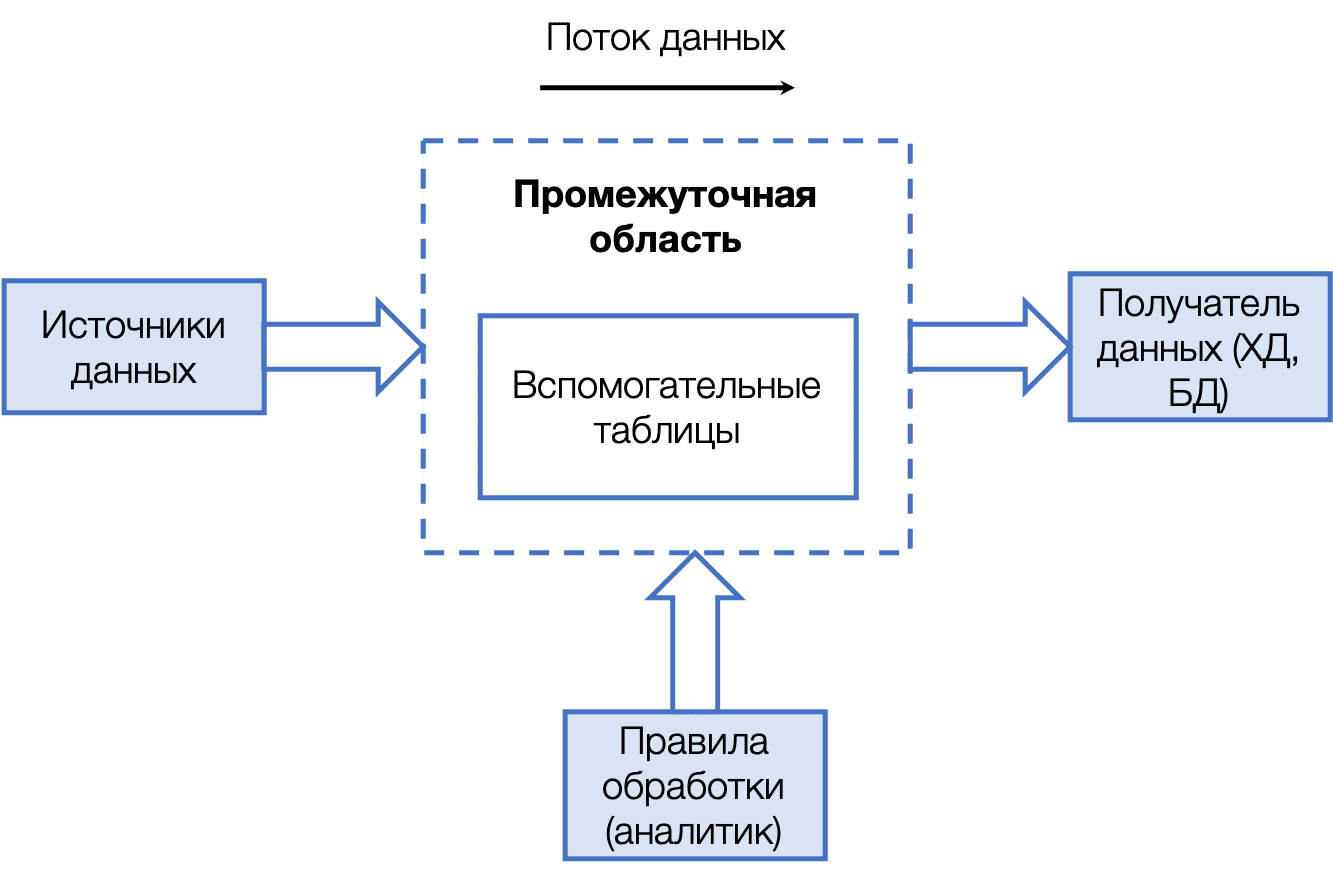 Поток данных
Промежуточная
область
Источники
данных
Вспомогательные
таблицы
Получатель
данных (ХД,
БД)
Правила
обработки
(аналитик)